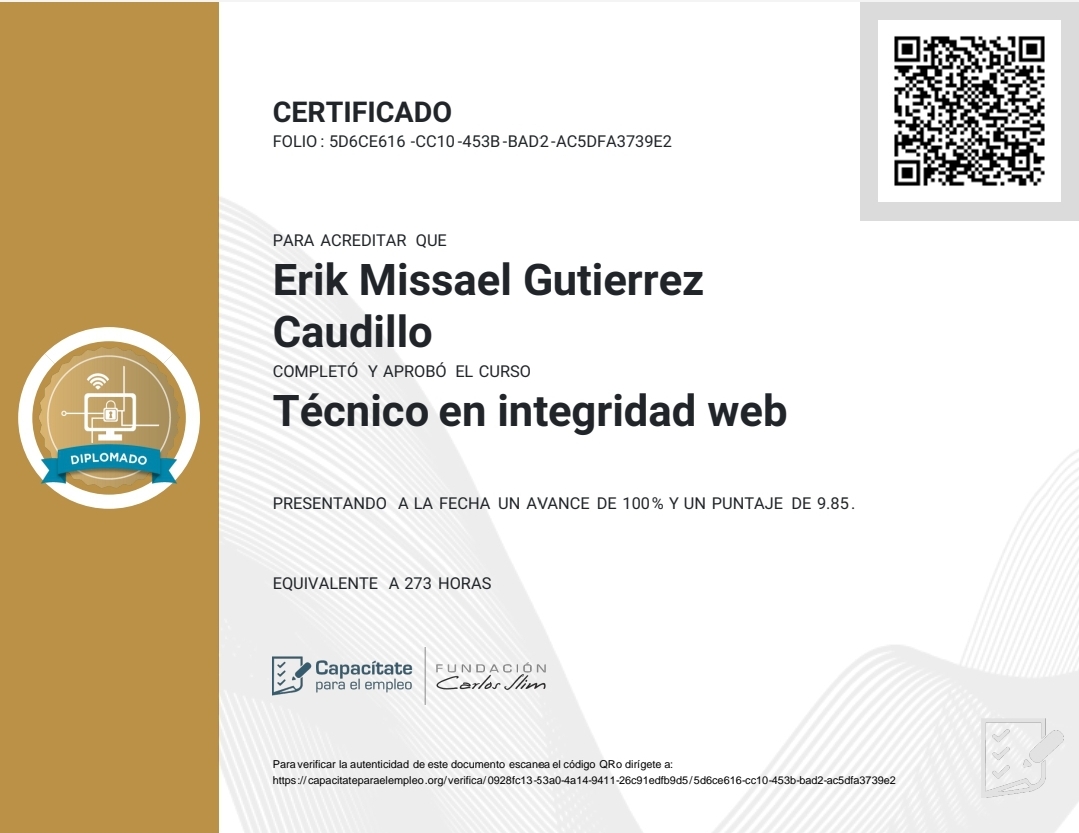 CERTIFICADO
FOLIO : 5D6CE616 -CC10-453B-BAD2-AC5DFA3739E2
PARA ACREDITAR QUE
Erik Missael Gutierrez
Caudillo
COMPLETÓ Y APROBÓ EL CURSO
Técnico en integridad web
DIPLOMADO
PRESENTANDO A LA FECHA UN AVANCE DE 100% Y UN PUNTAJE DE 9.85.
EQUIVALENTE A 273 HORAS
Capacítate
para el empleo
FUNDACIÓN
Carlos Slim
Para verificar la autenticidad de este documento escanea el código QRo dirígete a:
https://capacitateparaelempleo.org/verifica/0928fc13-53a0-4a14-9411-26c91edfb9d5/5d6ce616-cc10-453b-bad2-ac5dfa3739e2